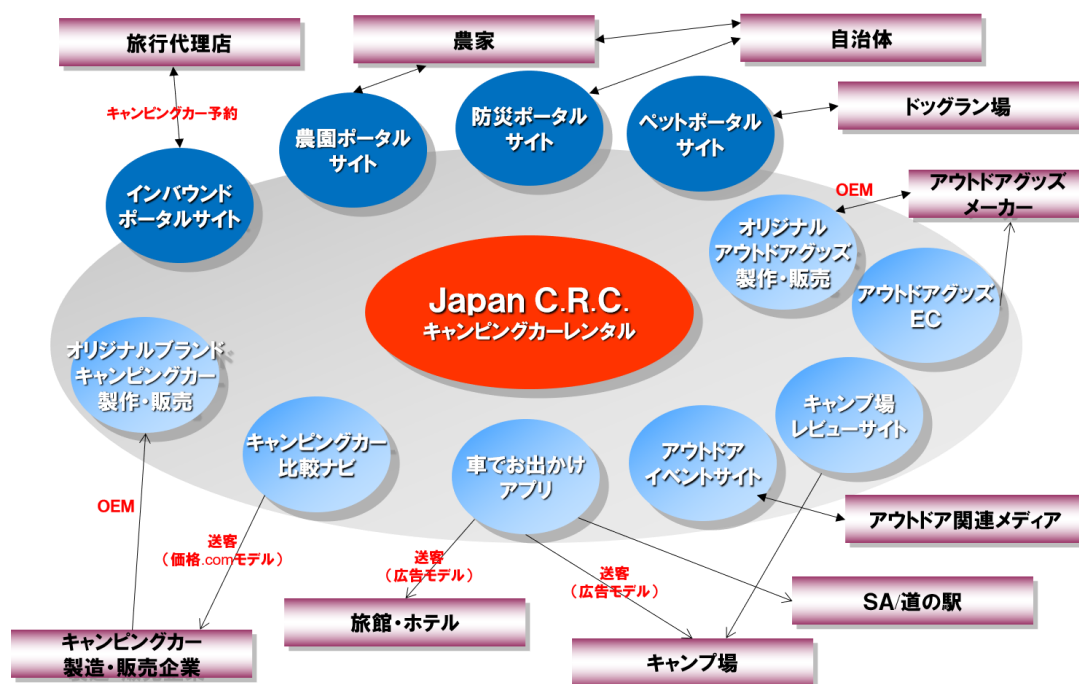 旅行代理店
農家
自治体
キャンピングカー予約
農園ポータル
サイト
防災ポータル
サイト
ペットポータル
サイト
ドッグラン場
インバウンド
ポータルサイト
OEM
アウトドアグッズ
メーカー
オリジナル
アウトドアグッズ
製作・販売
アウトドアグッズ
EC
Japan C.R.C.
キャンピングカーレンタル
オリジナルブランド
キャンピングカー
製作・販売
キャンプ場
レビューサイト
キャンピングカー
比較ナビ
車でお出かけ
アプリ
アウトドア
イベントサイト
OEM
送客
（価格.comモデル）
送客
（広告モデル）
送客
（広告モデル）
アウトドア関連メディア
旅館・ホテル
SA/道の駅
キャンピングカー
製造・販売企業
キャンプ場